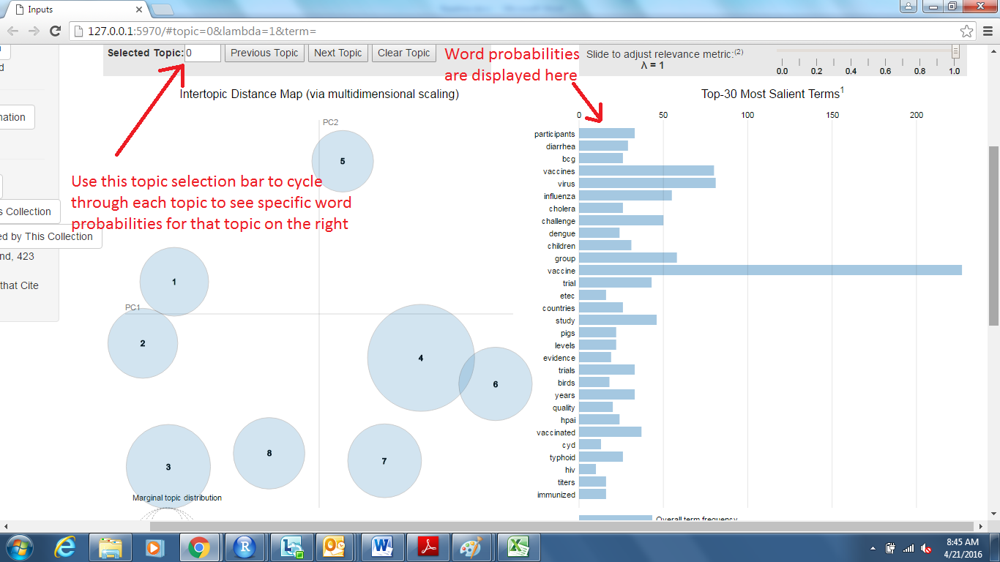 Inputs
127.0.0.1:5970/#topic=0&lambda=1&term=
Selected Topic: 0 Previous Topic Next Topic Clear Topic
Word probabilities
are displayed here
Slide to adjust relevance metric:(2)
λ = 1
0.0 0.2 0.4 0.6 0.8 1.0
Intertopic Distance Map (via multidimensional scaling)
Top-30 Most Salient Terms1
Use this topic selection bar to cycle
through each topic to see specific word
probabilities for that topic on the right
PC2
5
1
PC1
2
4
6
3
8
7
Marginal topic distribution
0 50 100 150 200
participants
diarrhea
bcg
vaccines
virus
influenza
cholera
challenge
dengue
children
group
vaccine
trial
etec
countries
study
pigs
levels
evidence
trials
birds
years
quality
hpai
vaccinated
cyd
typhoid
hiv
titers
immunized
Overall term frequency
d
nation
s Collection
ed by This Collection
nd, 423
that Cite
8:45 AM
4/21/2016